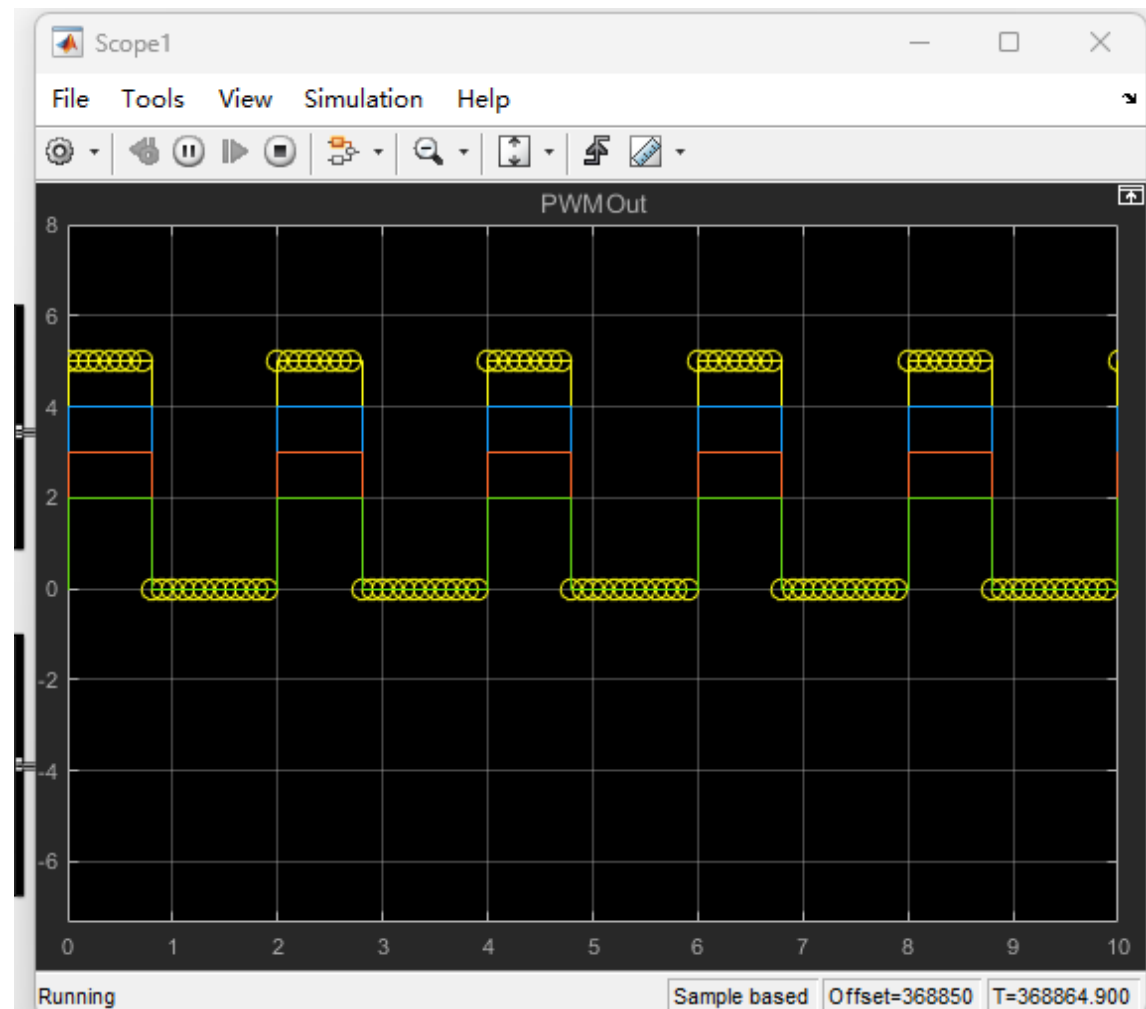 Scope1
File Tools View Simulation Help
PWMOut
8
6
4
2
0
-2
-4
-6
0 1 2 3 4 5 6 7 8 9 10
Running Sample based Offset=368850 T=368864.900